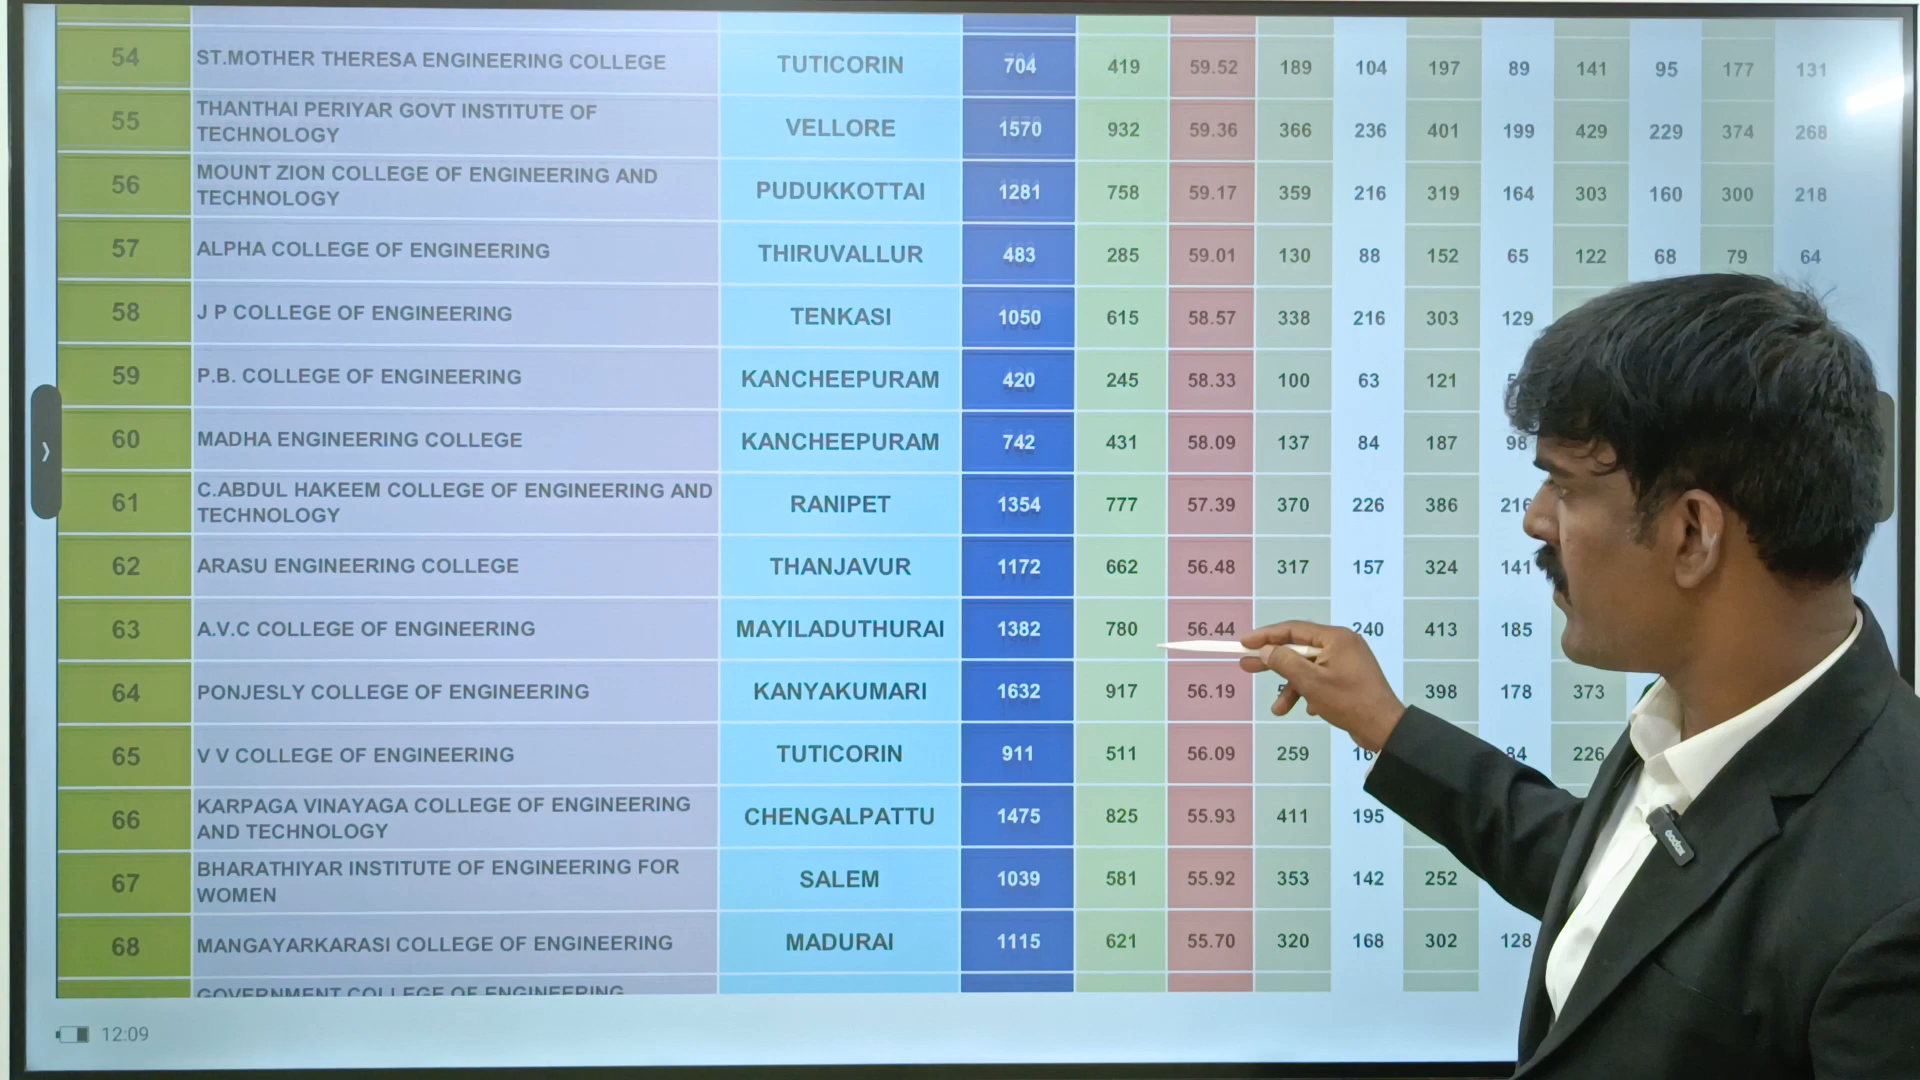 54 ST.MOTHER THERESA ENGINEERING COLLEGE TUTICORIN 704 419 59.52 189 104 197 89 141 95 177 131
55 THANTHAI PERIYAR GOVT INSTITUTE OF
TECHNOLOGY VELLORE 1570 932 59.36 366 236 401 199 429 229 374 268
56 MOUNT ZION COLLEGE OF ENGINEERING AND
TECHNOLOGY PUDUKKOTTAI 1281 758 59.17 359 216 319 164 303 160 300 218
57 ALPHA COLLEGE OF ENGINEERING THIRUVALLUR 483 285 59.01 130 88 152 65 122 68 79 64
58 J P COLLEGE OF ENGINEERING TENKASI 1050 615 58.57 338 216 303 129
59 P.B. COLLEGE OF ENGINEERING KANCHEEPURAM 420 245 58.33 100 63 121
60 MADHA ENGINEERING COLLEGE KANCHEEPURAM 742 431 58.09 137 84 187 98
61 C.ABDUL HAKEEM COLLEGE OF ENGINEERING AND
TECHNOLOGY RANIPET 1354 777 57.39 370 226 386 216
62 ARASU ENGINEERING COLLEGE THANJAVUR 1172 662 56.48 317 157 324 141
63 A.V.C COLLEGE OF ENGINEERING MAYILADUTHURAI 1382 780 56.44 240 413 185
64 PONJESLY COLLEGE OF ENGINEERING KANYAKUMARI 1632 917 56.19 398 178 373
65 V V COLLEGE OF ENGINEERING TUTICORIN 911 511 56.09 259 84 226
66 KARPAGA VINAYAGA COLLEGE OF ENGINEERING
AND TECHNOLOGY CHENGALPATTU 1475 825 55.93 411 195
67 BHARATHIYAR INSTITUTE OF ENGINEERING FOR
WOMEN SALEM 1039 581 55.92 353 142 252
68 MANGAYARKARASI COLLEGE OF ENGINEERING MADURAI 1115 621 55.70 320 168 302 128
GOVERNMENT COLLEGE OF ENGINEERING
12:09
Godox